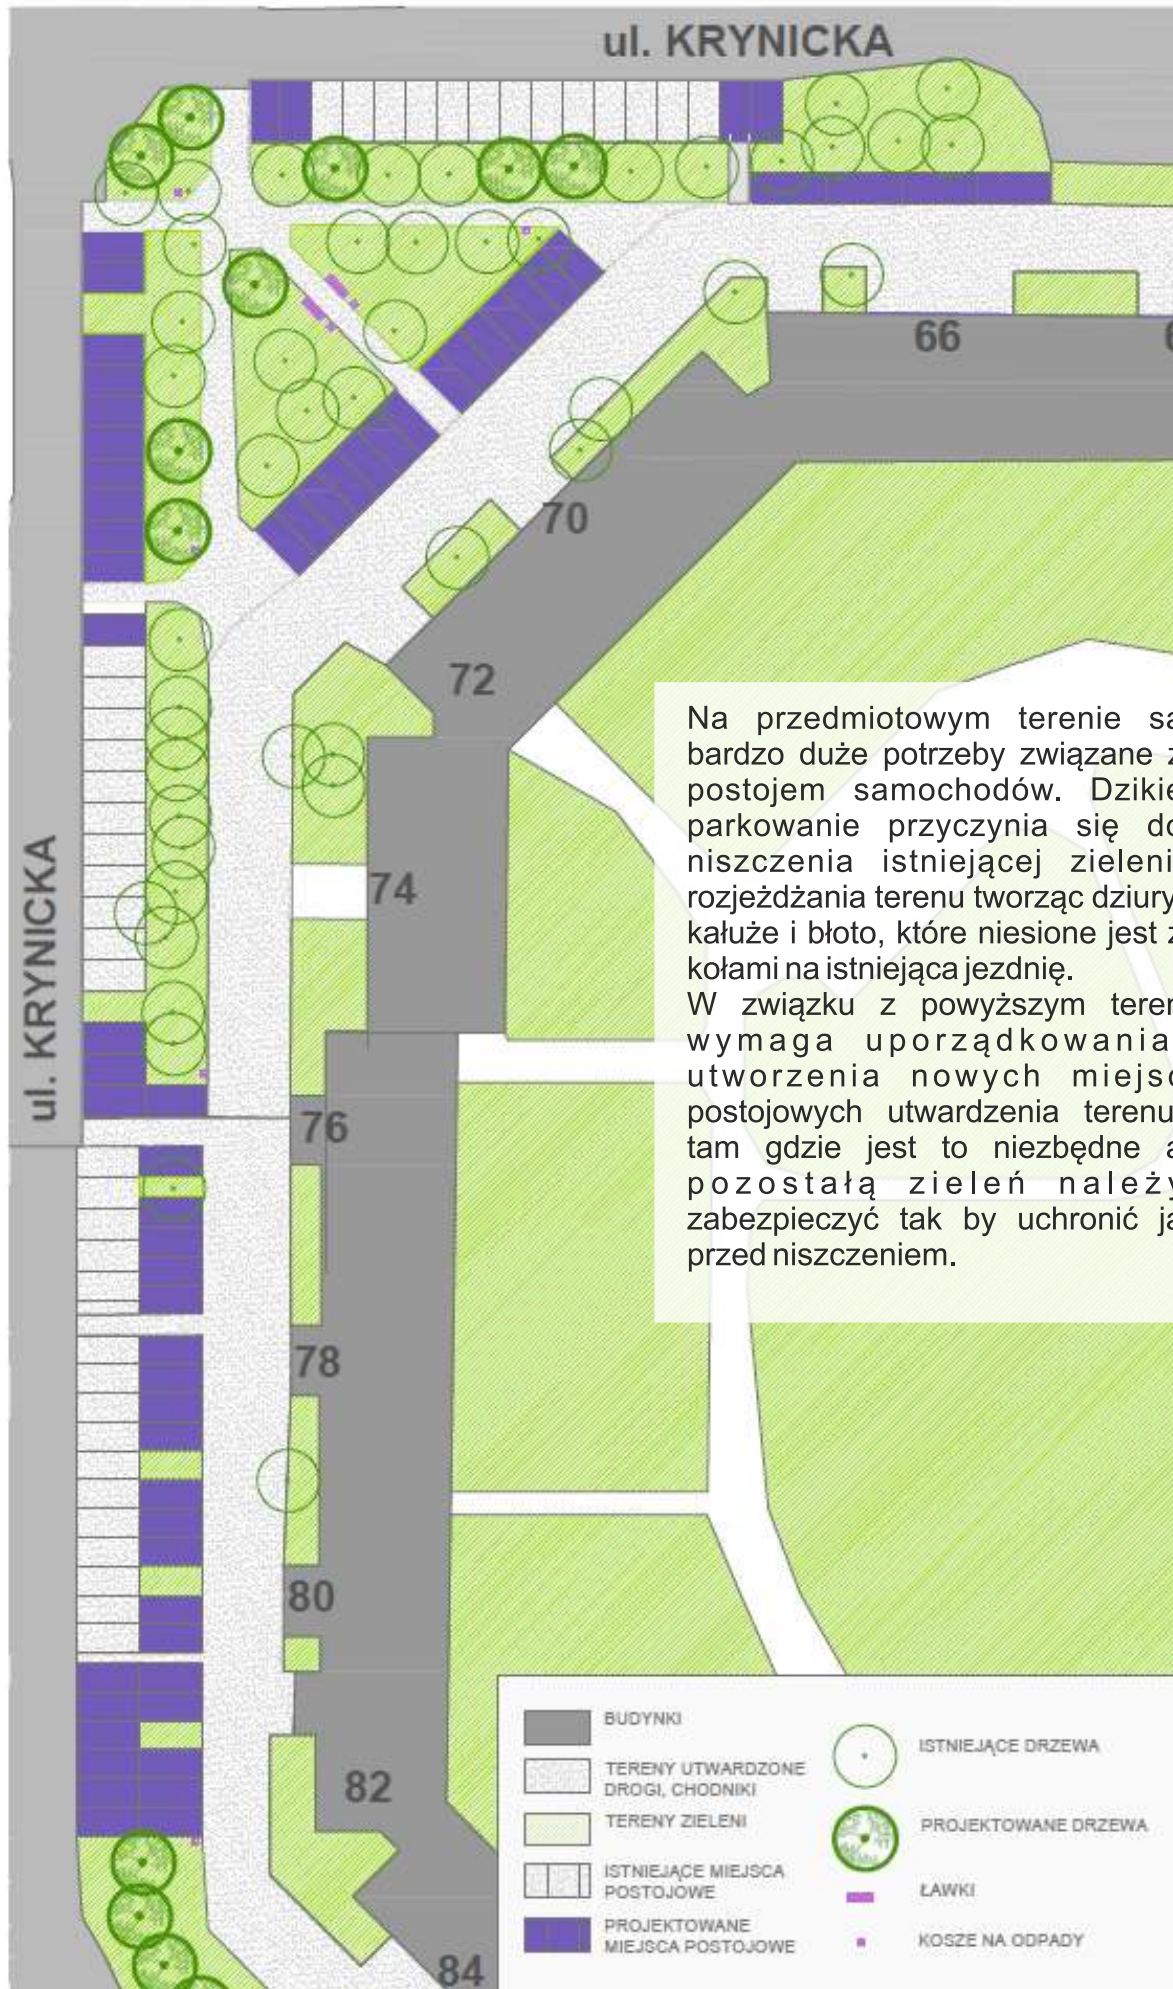 ul. KRYNICKA
66
70
72
Na przedmiotowym terenie są
bardzo duże potrzeby związane z
postojem samochodów. Dzikie
parkowanie przyczynia się do
niszczenia istniejącej zieleni
rozjeżdżania terenu tworząc dziury
kałuże i błoto, które niesione jest z
kołami na istniejąca jezdnię.
W związku z powyższym teren
wymaga uporządkowania
utworzenia nowych miejsc
postojowych utwardzenia terenu
tam gdzie jest to niezbędne a
pozostałą zieleń należy
zabezpieczyć tak by uchronić ją
przed niszczeniem.
74
ul. KRYNICKA
76
78
80
82
84
BUDYNKI
TERENY UTWARDZONE
DROGI, CHODNIKI
TERENY ZIELENI
ISTNIEJĄCE MIEJSCA
POSTOJOWE
PROJEKTOWANE
MIEJSCA POSTOJOWE
ISTNIEJĄCE DRZEWA
PROJEKTOWANE DRZEWA
ŁAWKI
KOSZE NA ODPADY